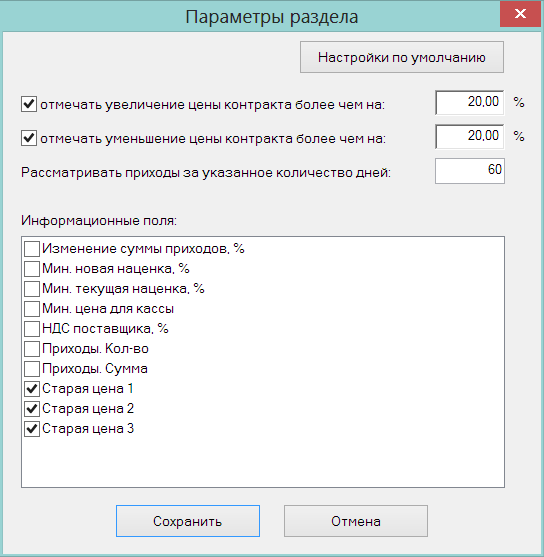 Параметры раздела
Настройки по умолчанию
отмечать увеличение цены контракта более чем на: 20,00 %
отмечать уменьшение цены контракта более чем на: 20,00 %
Рассматривать приходы за указанное количество дней: 60
Информационные поля:
Изменение суммы приходов, %
Мин. новая наценка, %
Мин. текущая наценка, %
Мин. цена для кассы
НДС поставщика, %
Приходы. Кол-во
Приходы. Сумма
Старая цена 1
Старая цена 2
Старая цена 3
Сохранить Отмена